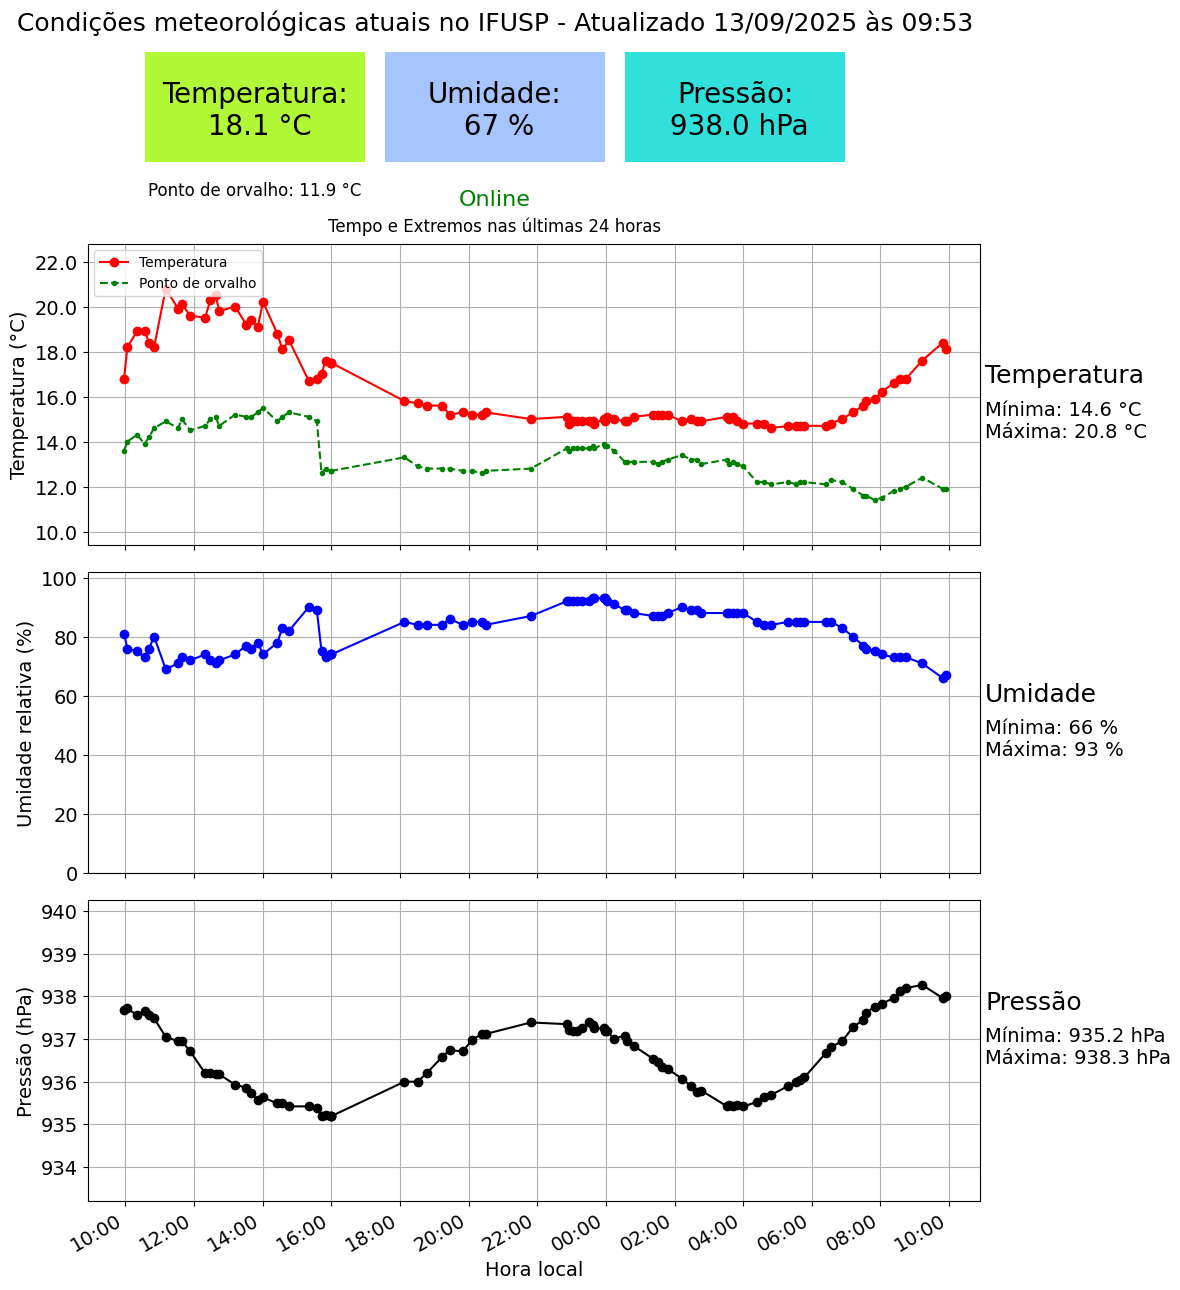 Condições meteorológicas atuais no IFUSP - Atualizado 13/09/2025 às 09:53
Temperatura:
18.1 °C
Umidade:
67 %
Pressão:
938.0 hPa
Ponto de orvalho: 11.9 °C
Online
Tempo e Extremos nas últimas 24 horas
Temperatura
Ponto de orvalho
Temperatura (°C)
22.0
20.0
18.0
16.0
14.0
12.0
10.0
Temperatura
Mínima: 14.6 °C
Máxima: 20.8 °C
Umidade relativa (%)
100
80
60
40
20
0
Umidade
Mínima: 66 %
Máxima: 93 %
Pressão (hPa)
940
939
938
937
936
935
934
Pressão
Mínima: 935.2 hPa
Máxima: 938.3 hPa
10:00 12:00 14:00 16:00 18:00 20:00 22:00 00:00 02:00 04:00 06:00 08:00 10:00
Hora local